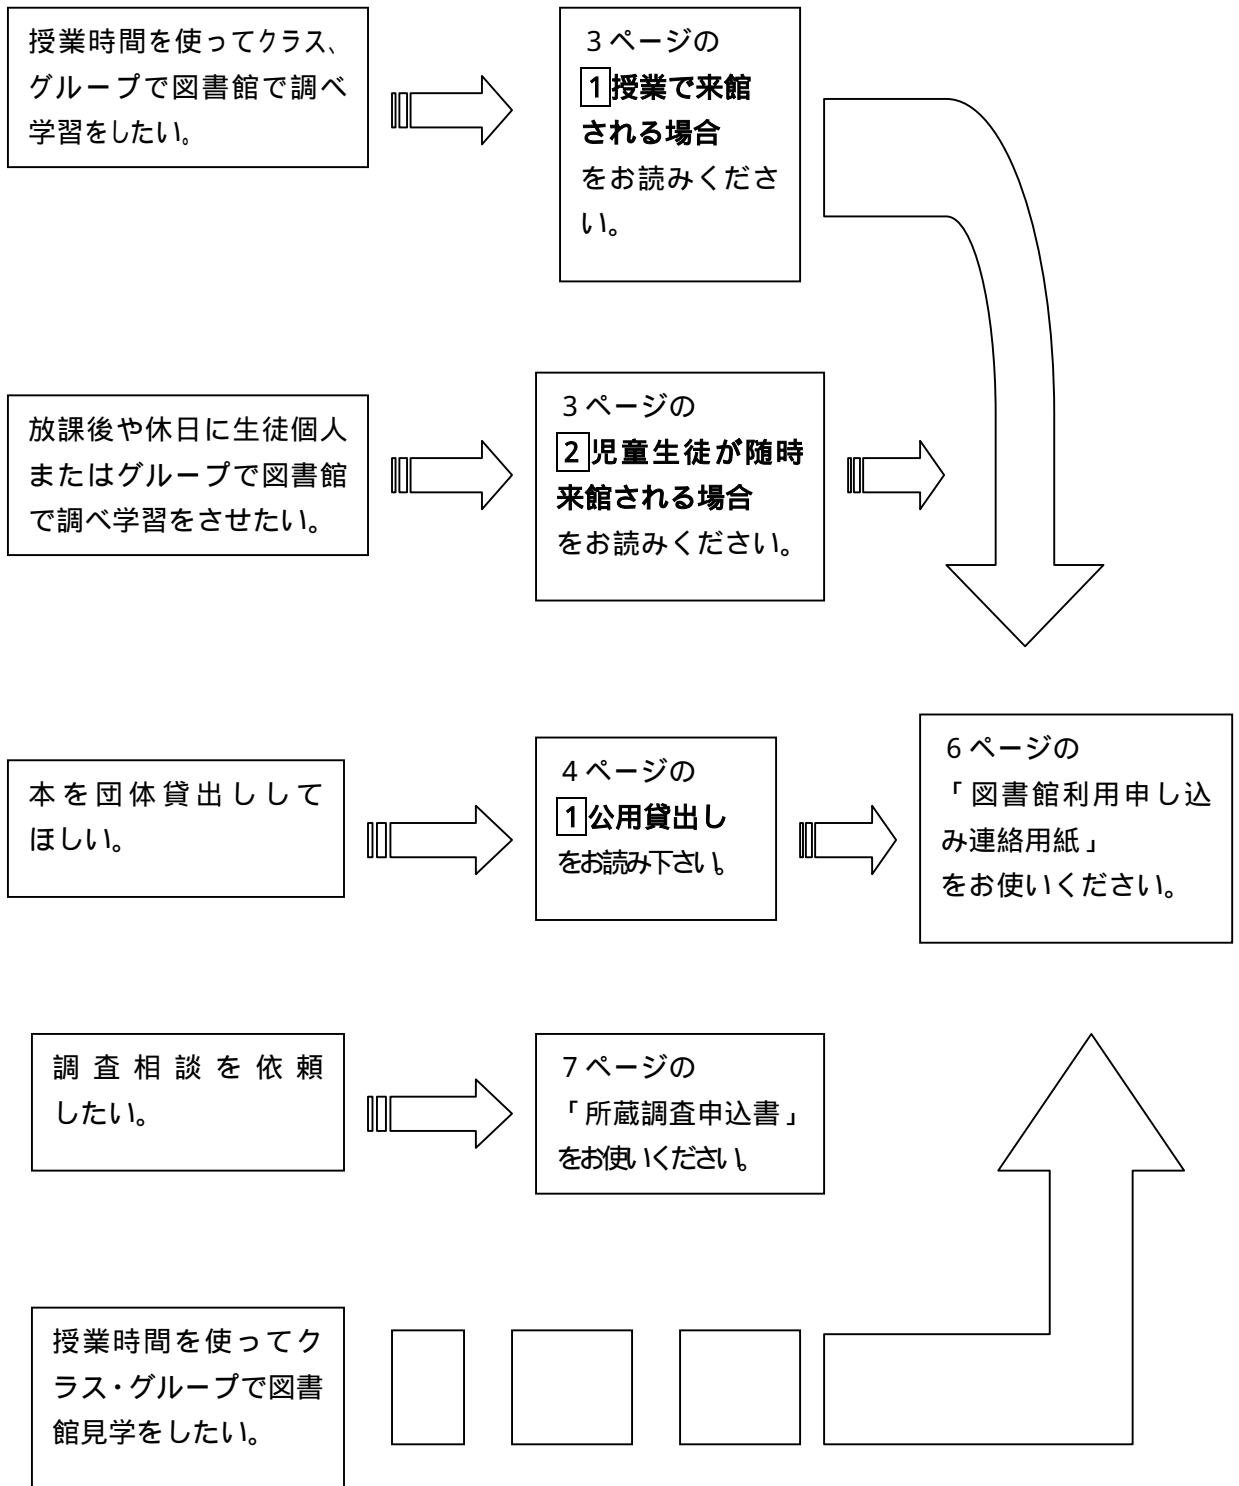 授業時間を使ってクラス、
グループで図書館で調べ
学習をしたい。
3ページの
1授業で来館
される場合
をお読みくださ
い。
放課後や休日に生徒個人
またはグループで図書館
で調べ学習をさせたい。
3ページの
2児童生徒が随時
来館される場合
をお読みください。
本を団体貸出しして
ほしい。
4ページの
1公用貸出し
をお読み下さい。
6ページの
「図書館利用申し込
み連絡用紙」
をお使いください。
調査相談を依頼
したい。
7ページの
「所蔵調査申込書」
をお使いください。
授業時間を使ってク
ラス・グループで図書
館見学をしたい。